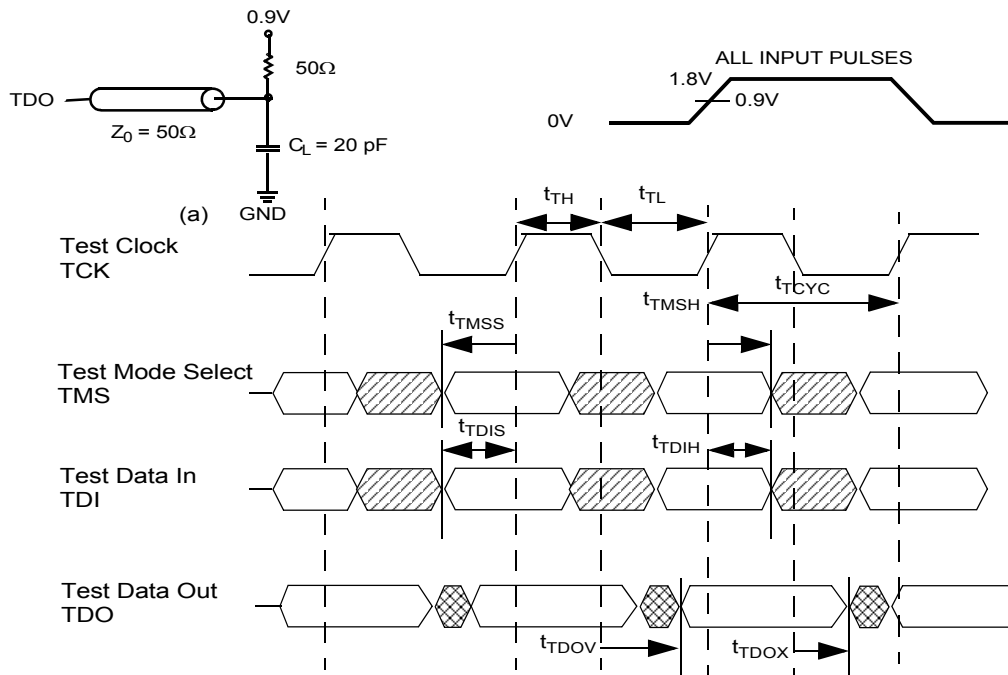 0.9V
50Ω
TDO
Z0 = 50Ω
CL = 20 pF
(a) GND
ALL INPUT PULSES
1.8V
0.9V
0V
tTH
tTL
Test Clock
TCK
tTMSH
tTCYC
tTMSS
Test Mode Select
TMS
tTDIS
tTDIH
Test Data In
TDI
Test Data Out
TDO
tTDOV
tTDOX